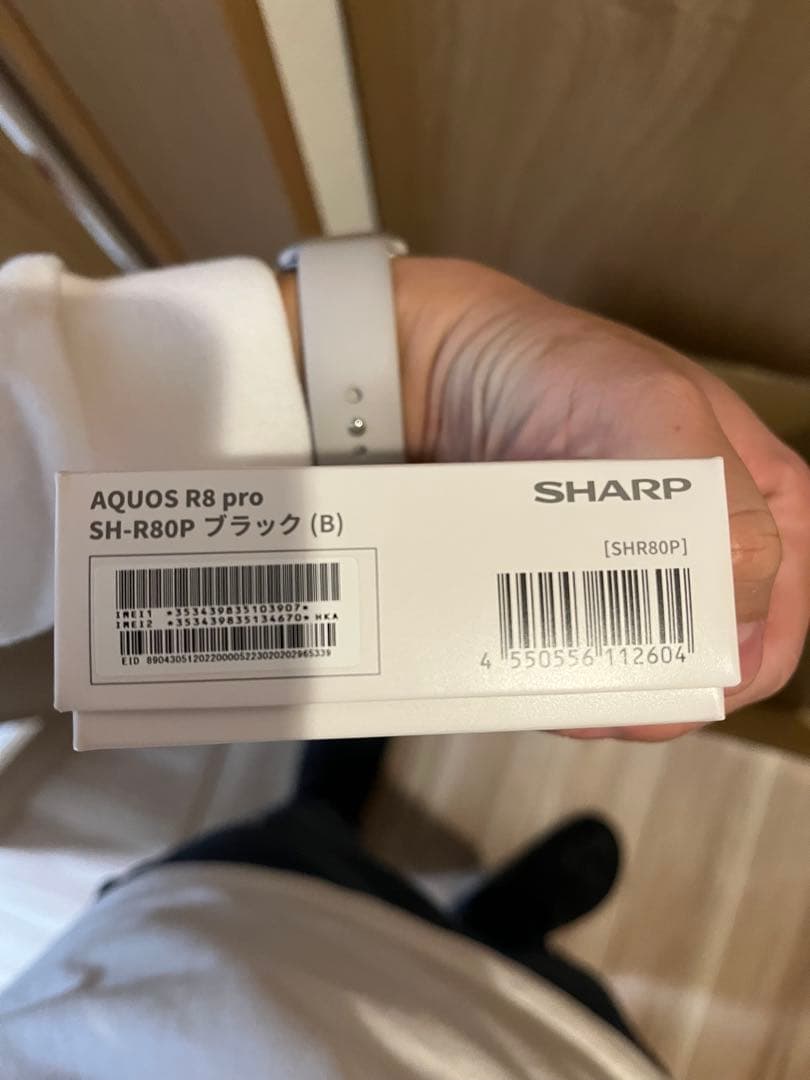 AQUOS R8 pro
SH-R80P ブラック (B)
SHARP
[SHR80P]
IMEI1 *353439835103907*
IMEI2 *353439835134670* HKA
EID 89043051202200005223020202965339
4 550556 112604